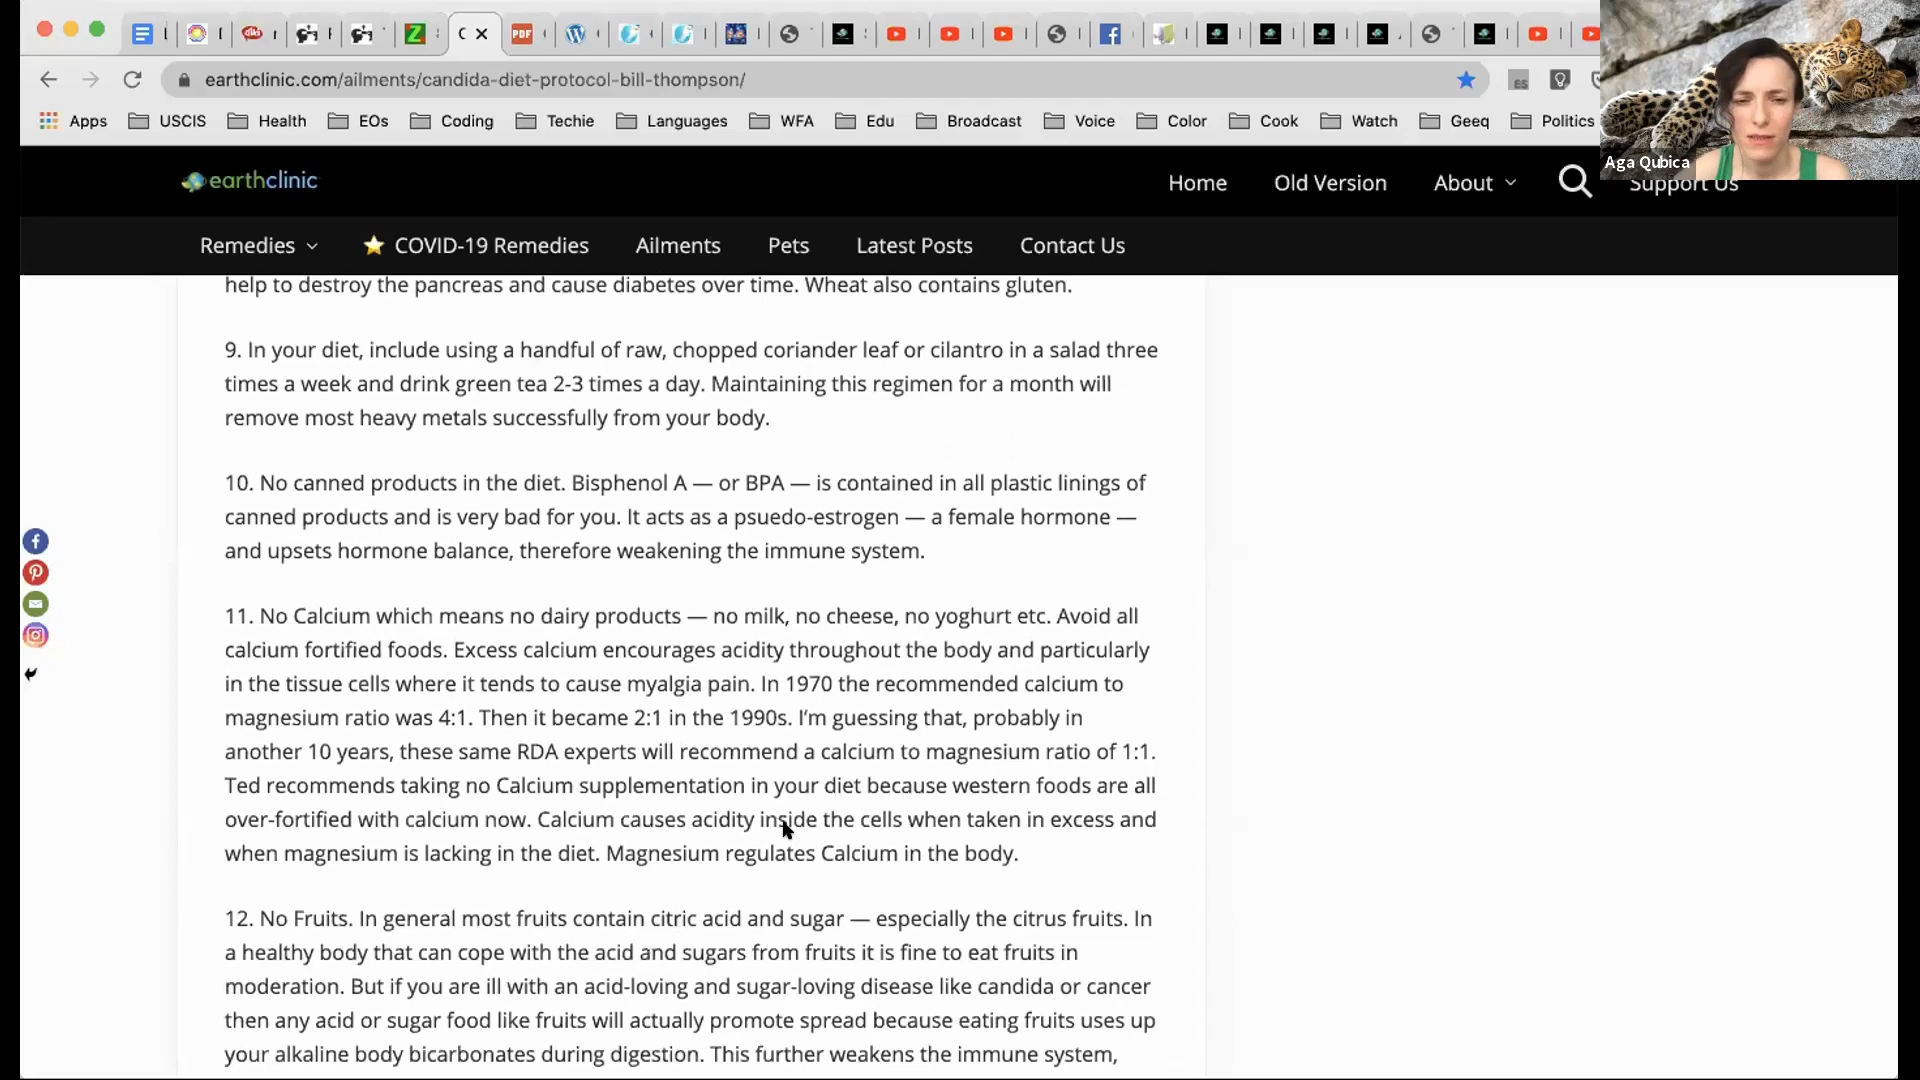 C
PDF
earthclinic.com/ailments/candida-diet-protocol-bill-thompson/
ES
Apps USCIS Health EOs Coding Techie Languages WFA Edu Broadcast Voice Color Cook Watch Geeq Politics
Aga Qubica
earthclinic
Home Old Version About Support Us
Remedies COVID-19 Remedies Ailments Pets Latest Posts Contact Us
help to destroy the pancreas and cause diabetes over time. Wheat also contains gluten.
9. In your diet, include using a handful of raw, chopped coriander leaf or cilantro in a salad three
times a week and drink green tea 2-3 times a day. Maintaining this regimen for a month will
remove most heavy metals successfully from your body.
10. No canned products in the diet. Bisphenol A — or BPA — is contained in all plastic linings of
canned products and is very bad for you. It acts as a psuedo-estrogen — a female hormone —
and upsets hormone balance, therefore weakening the immune system.
11. No Calcium which means no dairy products — no milk, no cheese, no yoghurt etc. Avoid all
calcium fortified foods. Excess calcium encourages acidity throughout the body and particularly
in the tissue cells where it tends to cause myalgia pain. In 1970 the recommended calcium to
magnesium ratio was 4:1. Then it became 2:1 in the 1990s. I'm guessing that, probably in
another 10 years, these same RDA experts will recommend a calcium to magnesium ratio of 1:1.
Ted recommends taking no Calcium supplementation in your diet because western foods are all
over-fortified with calcium now. Calcium causes acidity inside the cells when taken in excess and
when magnesium is lacking in the diet. Magnesium regulates Calcium in the body.
12. No Fruits. In general most fruits contain citric acid and sugar — especially the citrus fruits. In
a healthy body that can cope with the acid and sugars from fruits it is fine to eat fruits in
moderation. But if you are ill with an acid-loving and sugar-loving disease like candida or cancer
then any acid or sugar food like fruits will actually promote spread because eating fruits uses up
your alkaline body bicarbonates during digestion. This further weakens the immune system,